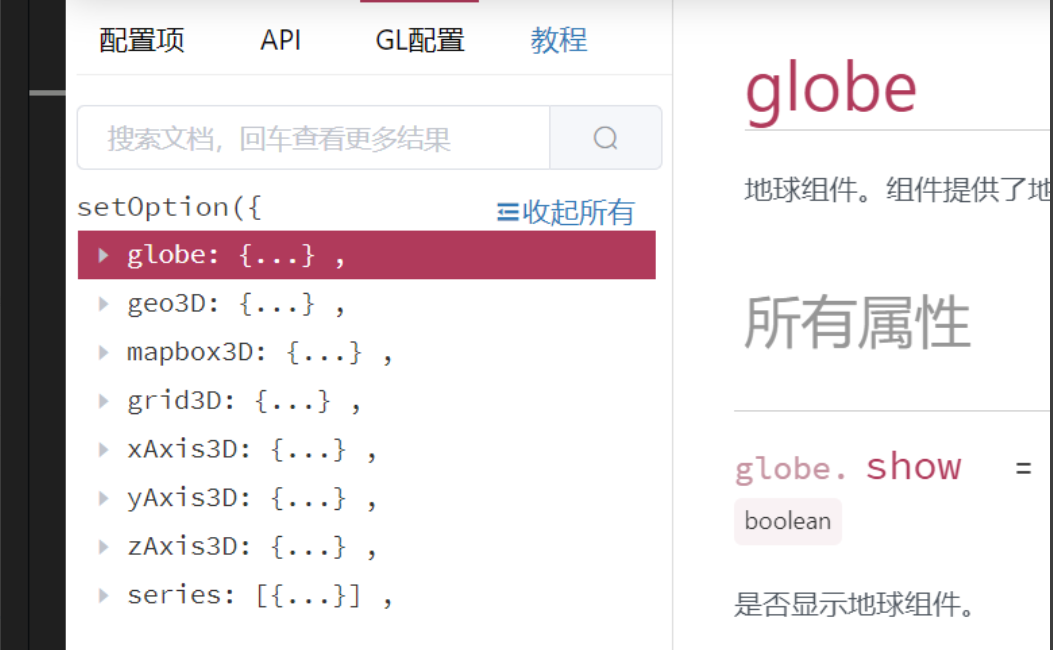 配置项 API GL配置 教程
搜索文档，回车查看更多结果
setOption({ 收起所有
globe: {...} ,
geo3D: {...} ,
mapbox3D: {...} ,
grid3D: {...} ,
xAxis3D: {...} ,
yAxis3D: {...} ,
zAxis3D: {...} ,
series: [{...}] ,
globe
地球组件。组件提供了地
所有属性
globe. show =
boolean
是否显示地球组件。